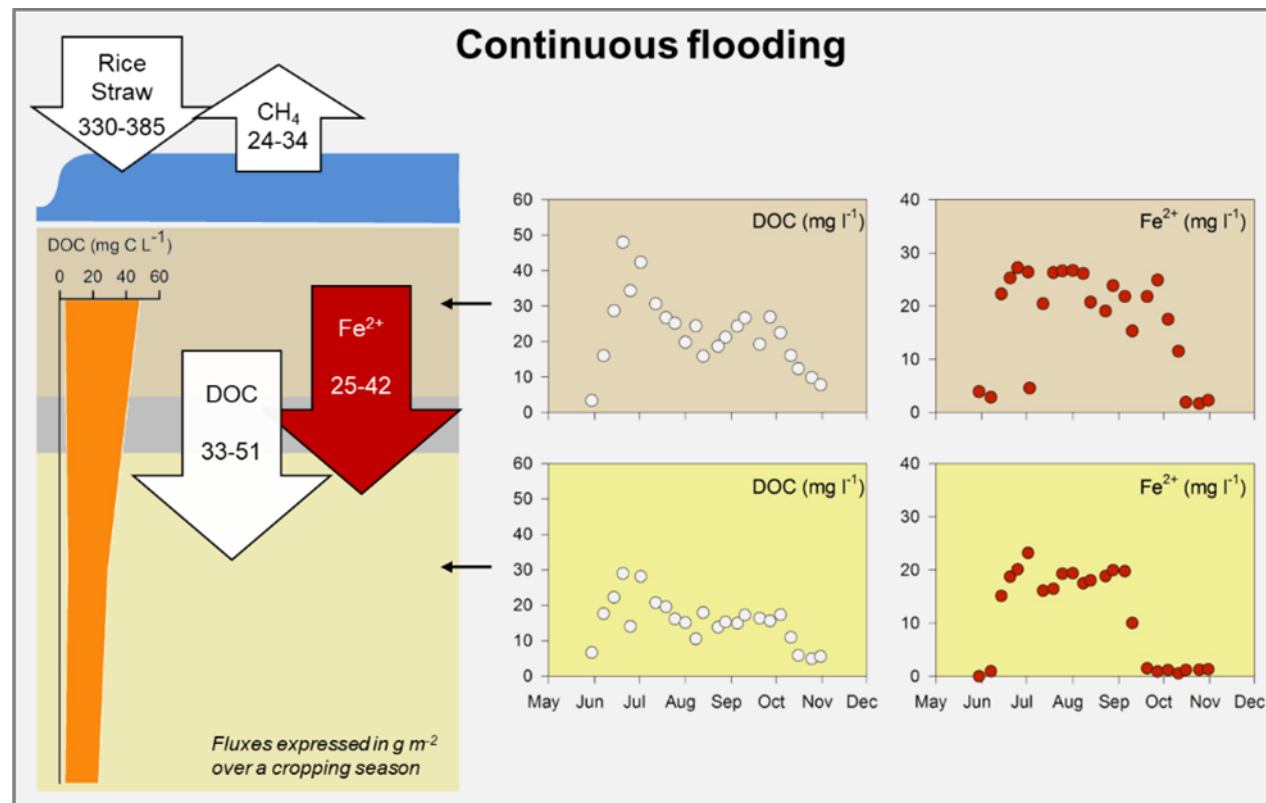 Continuous flooding
Rice
Straw
330-385
CH₄
24-34
DOC (mg C L⁻¹)
0 20 40 60
Fe²⁺
25-42
DOC
33-51
Fluxes expressed in g m⁻²
over a cropping season
DOC (mg l⁻¹)
60
50
40
30
20
10
0
Fe²⁺ (mg l⁻¹)
40
30
20
10
0
DOC (mg l⁻¹)
60
50
40
30
20
10
0
May Jun Jul Aug Sep Oct Nov Dec
Fe²⁺ (mg l⁻¹)
40
30
20
10
0
May Jun Jul Aug Sep Oct Nov Dec